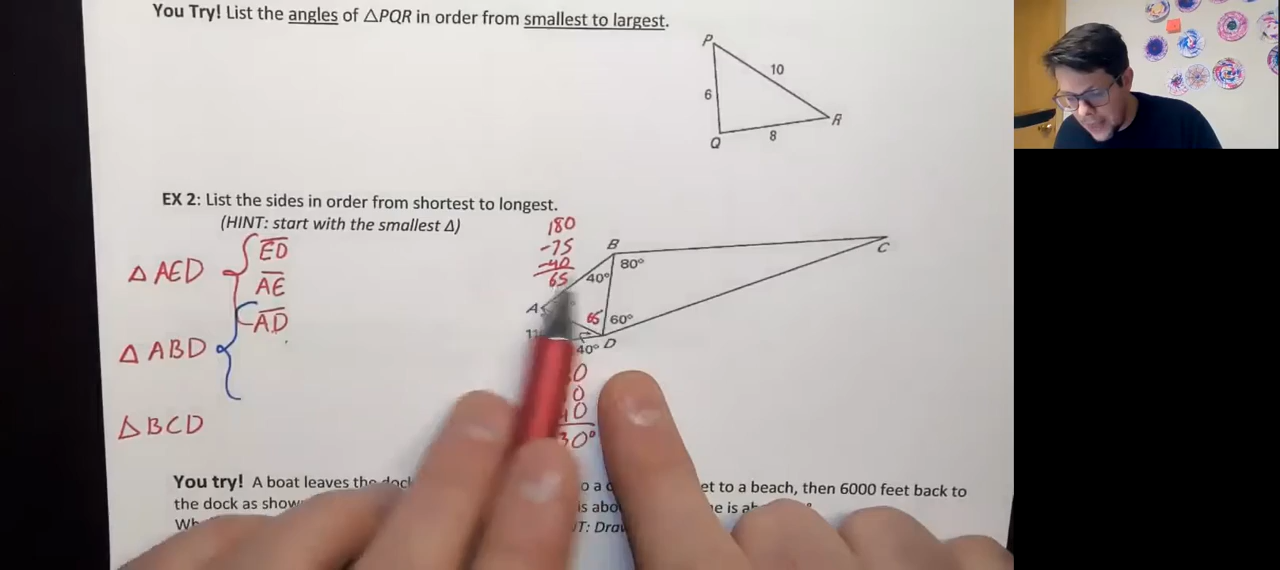 You Try! List the angles of △PQR in order from smallest to largest.
P
10
6
R
8
Q
EX 2: List the sides in order from shortest to longest.
(HINT: start with the smallest Δ)
180
-75
-40
65
B
C
80°
40°
A
65
60°
40°
D
Δ AED
ED
AE
AD
Δ ABD
ΔBCD
30°
You try! A boat leaves the
et to a beach, then 6000 feet back to
the dock as